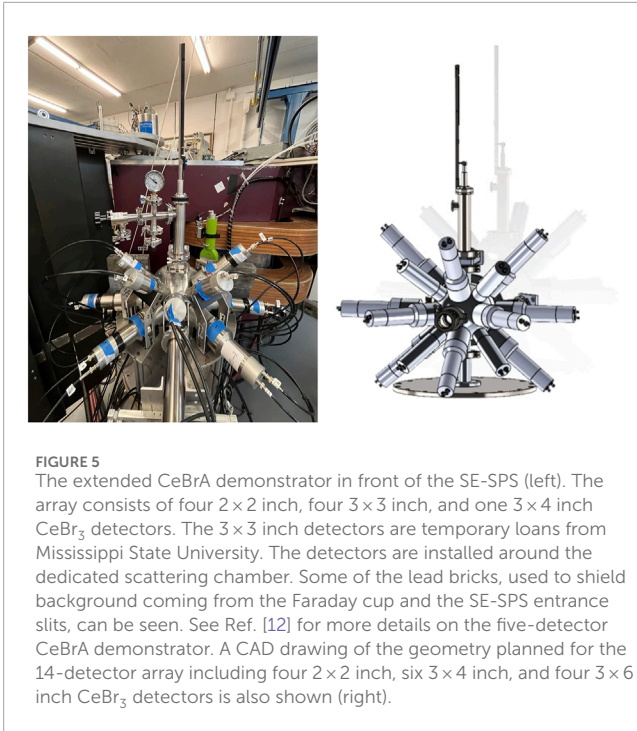 FIGURE 5
The extended CeBrA demonstrator in front of the SE-SPS (left). The
array consists of four 2 × 2 inch, four 3 × 3 inch, and one 3 × 4 inch
CeBr₃ detectors. The 3 × 3 inch detectors are temporary loans from
Mississippi State University. The detectors are installed around the
dedicated scattering chamber. Some of the lead bricks, used to shield
background coming from the Faraday cup and the SE-SPS entrance
slits, can be seen. See Ref. [12] for more details on the five-detector
CeBrA demonstrator. A CAD drawing of the geometry planned for the
14-detector array including four 2 × 2 inch, six 3 × 4 inch, and four 3 × 6
inch CeBr₃ detectors is also shown (right).